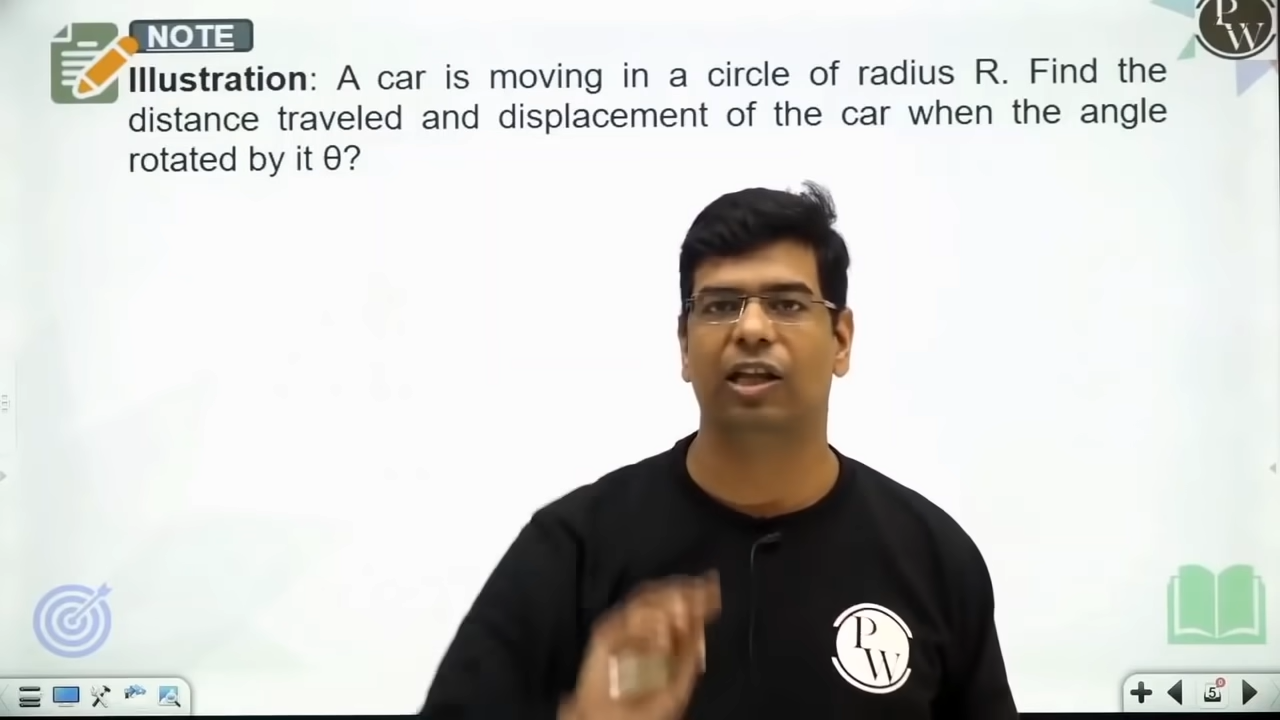 PW
NOTE
Illustration: A car is moving in a circle of radius R. Find the
distance traveled and displacement of the car when the angle
rotated by it θ?
PW
5